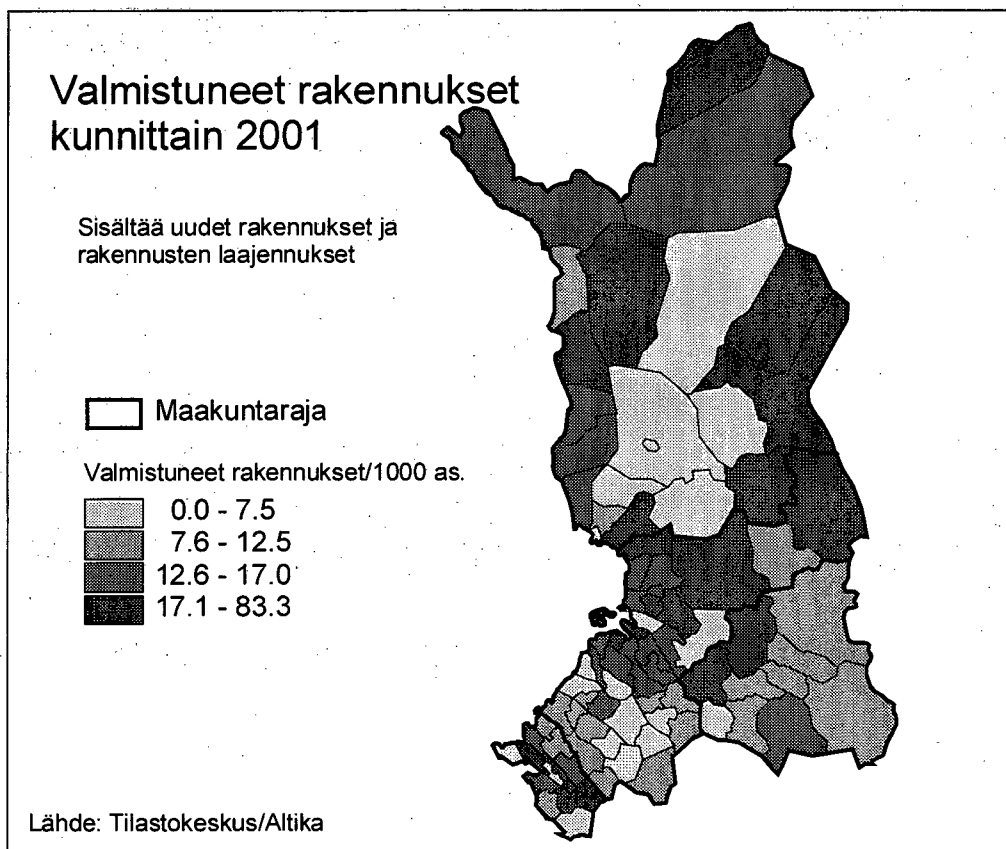 Valmistuneet rakennukset
kunnittain 2001
Sisältää uudet rakennukset ja
rakennusten laajennukset
Maakuntaraja
Valmistuneet rakennukset/1000 as.
0.0 - 7.5
7.6 - 12.5
12.6 - 17.0
17.1 - 83.3
Lähde: Tilastokeskus/Altika